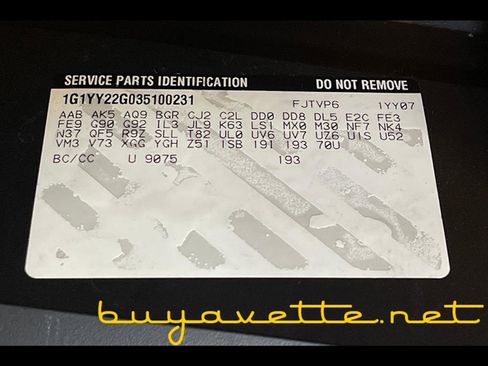 SERVICE PARTS IDENTIFICATION DO NOT REMOVE
1G1YY22G035100231 FJTVP6 1YY07
AAB AK5 AQ9 BGR CJ2 C2L DD0 DD8 DL5 E2C FE3
FE9 G90 G92 IL3 JL9 K63 LS1 MX0 M30 NF7 NK4
N37 QF5 R9Z SLL T82 UL0 UV6 UV7 UZ6 U1S U52
VM3 V73 XGG YGH Z51 1SB 19I 193 70U
BC/CC U 9075 193
buyavette.net